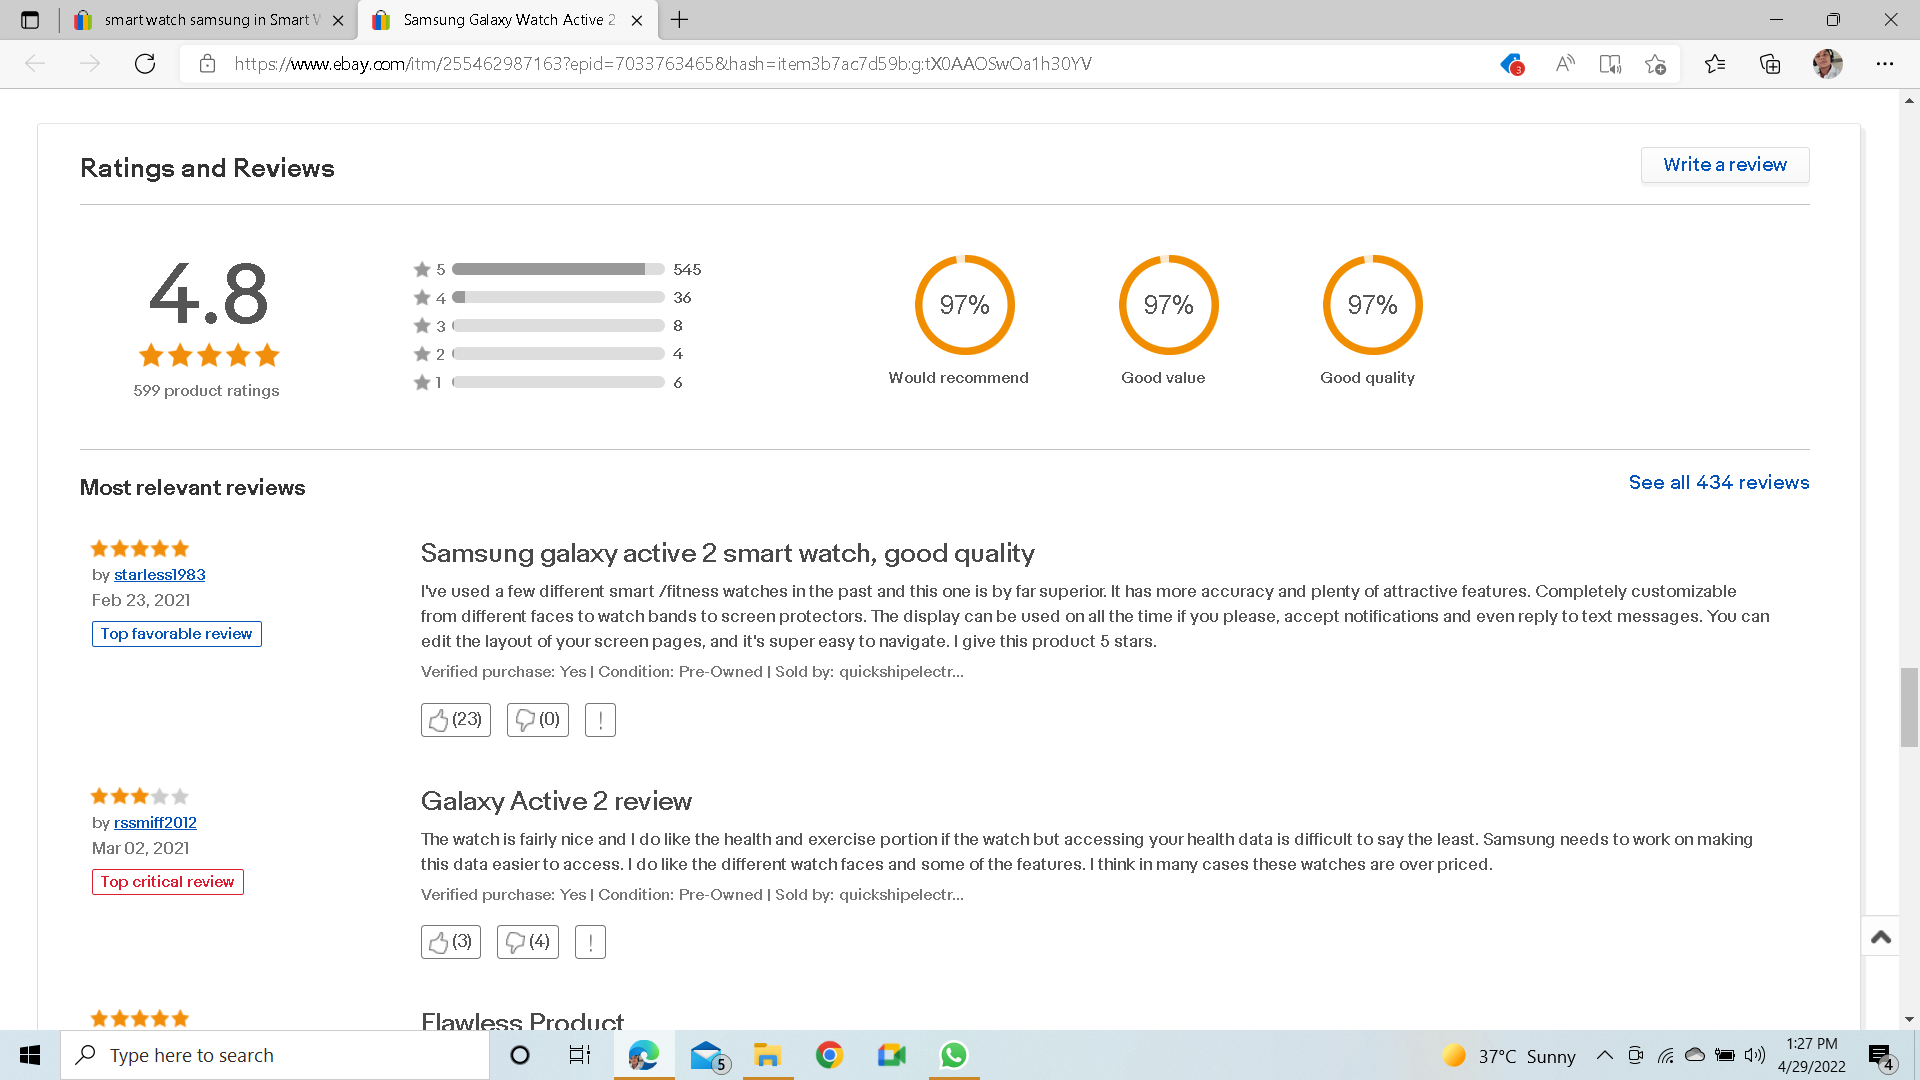 smart watch samsung in Smart W
Samsung Galaxy Watch Active 2
https://www.ebay.com/itm/255462987163?epid=7033763465&hash=item3b7ac7d59b:g:tX0AAOSwOa1h30YV
3
Ratings and Reviews
Write a review
4.8
599 product ratings
5 545
4 36
3 8
2 4
1 6
97% 97% 97%
Would recommend Good value Good quality
Most relevant reviews
See all 434 reviews
by starless1983
Feb 23, 2021
Top favorable review
Samsung galaxy active 2 smart watch, good quality
I've used a few different smart /fitness watches in the past and this one is by far superior. It has more accuracy and plenty of attractive features. Completely customizable
from different faces to watch bands to screen protectors. The display can be used on all the time if you please, accept notifications and even reply to text messages. You can
edit the layout of your screen pages, and it's super easy to navigate. I give this product 5 stars.
Verified purchase: Yes | Condition: Pre-Owned | Sold by: quickshipelectr...
(23) (0)
by rssmiff2012
Mar 02, 2021
Top critical review
Galaxy Active 2 review
The watch is fairly nice and I do like the health and exercise portion if the watch but accessing your health data is difficult to say the least. Samsung needs to work on making
this data easier to access. I do like the different watch faces and some of the features. I think in many cases these watches are over priced.
Verified purchase: Yes | Condition: Pre-Owned | Sold by: quickshipelectr...
(3) (4)
Flawless Product
Type here to search
5
37°C Sunny
1:27 PM
4/29/2022
4